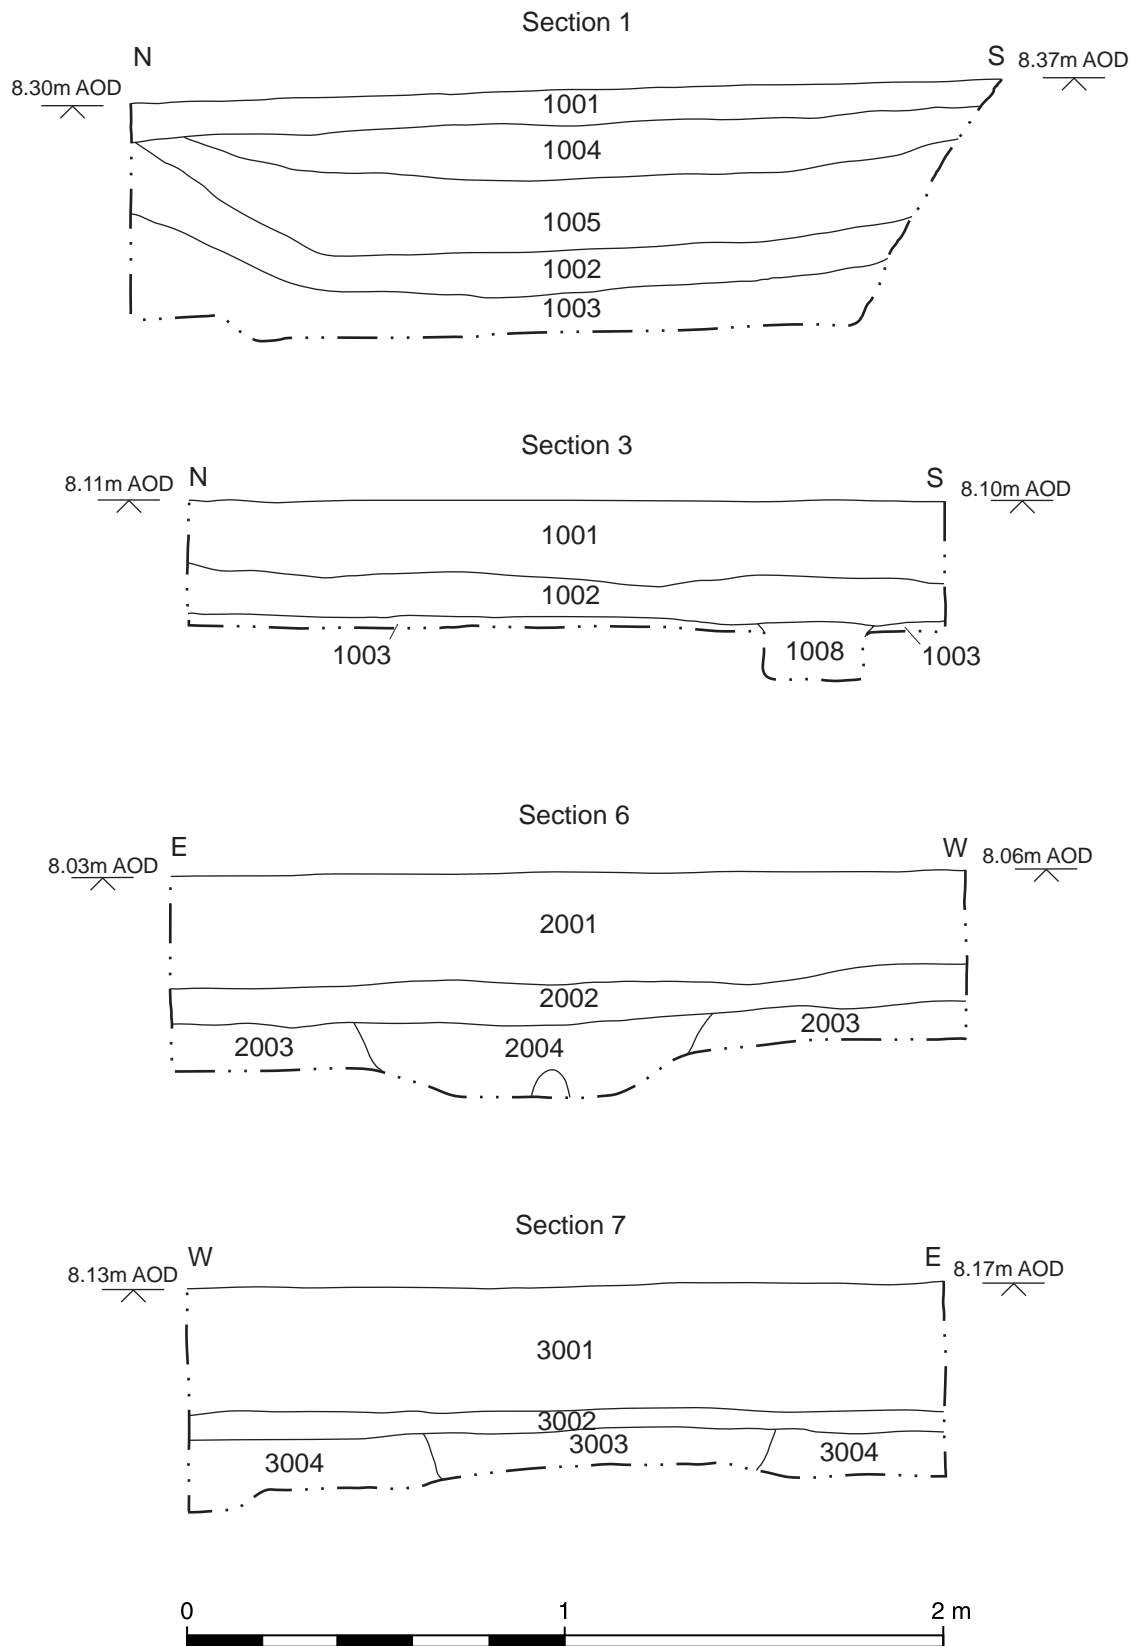 Section 1
N S
8.30m AOD 8.37m AOD
1001
1004
1005
1002
1003
Section 3
N S
8.11m AOD 8.10m AOD
1001
1002
1003 1008 1003
Section 6
E W
8.03m AOD 8.06m AOD
2001
2002
2003 2004 2003
Section 7
W E
8.13m AOD 8.17m AOD
3001
3002
3004 3003 3004
0 1 2 m